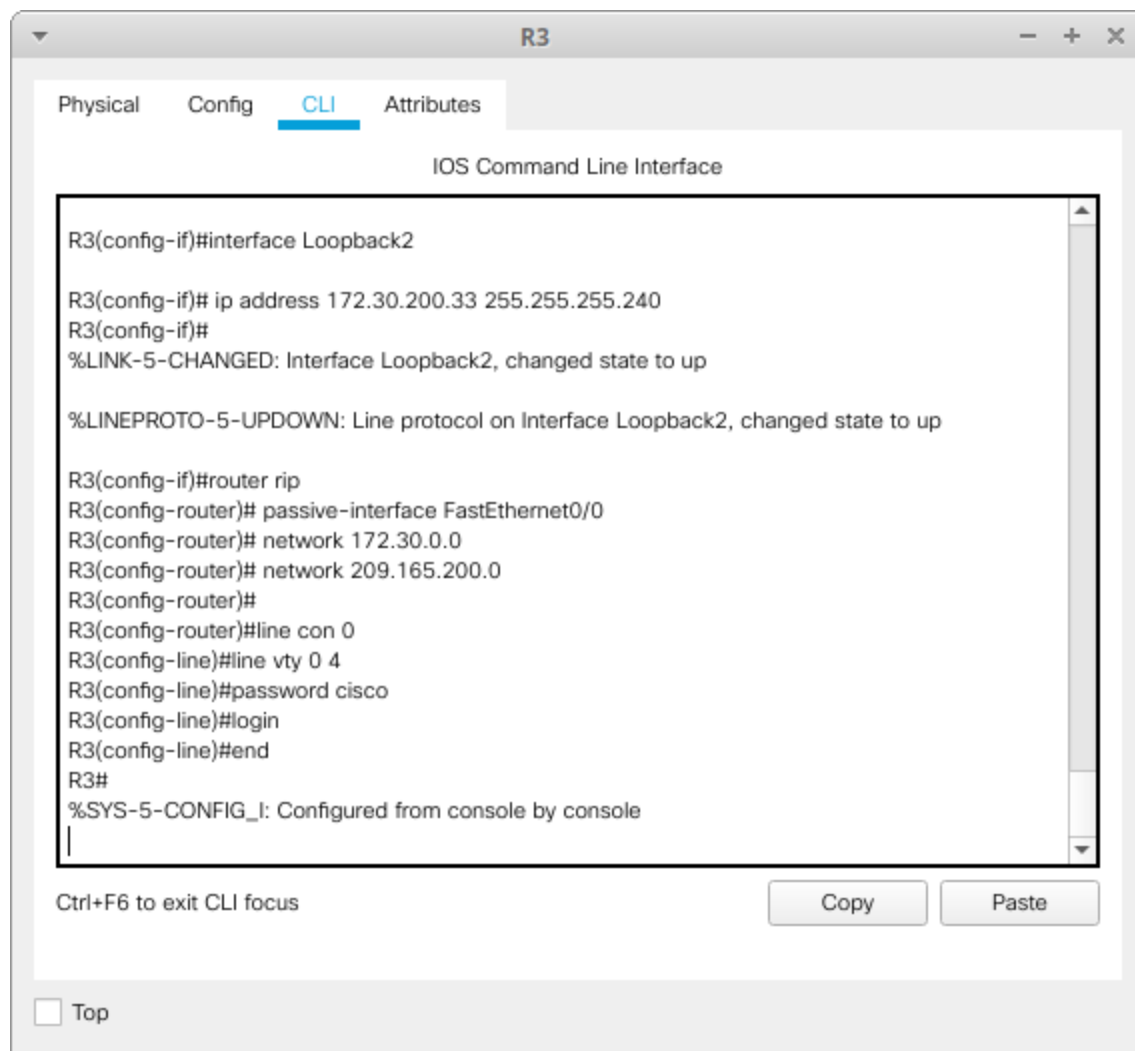 R3
Physical Config CLI Attributes
IOS Command Line Interface
R3(config-if)#interface Loopback2
R3(config-if)# ip address 172.30.200.33 255.255.255.240
R3(config-if)#
%LINK-5-CHANGED: Interface Loopback2, changed state to up
%LINEPROTO-5-UPDOWN: Line protocol on Interface Loopback2, changed state to up
R3(config-if)#router rip
R3(config-router)# passive-interface FastEthernet0/0
R3(config-router)# network 172.30.0.0
R3(config-router)# network 209.165.200.0
R3(config-router)#
R3(config-router)#line con 0
R3(config-line)#line vty 0 4
R3(config-line)#password cisco
R3(config-line)#login
R3(config-line)#end
R3#
%SYS-5-CONFIG_I: Configured from console by console
Ctrl+F6 to exit CLI focus
Copy Paste
Top